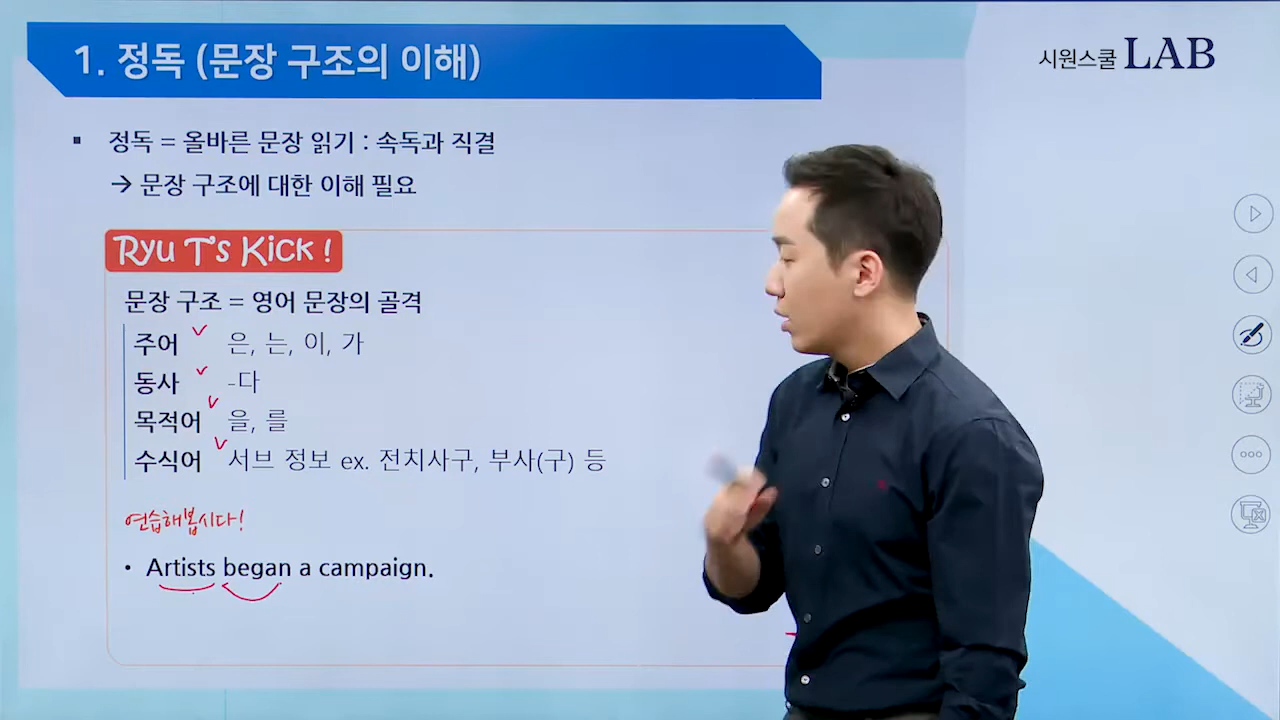 1. 정독 (문장 구조의 이해)
시원스쿨 LAB
▪ 정독 = 올바른 문장 읽기 : 속독과 직결
→ 문장 구조에 대한 이해 필요
Ryu T's Kick !
문장 구조 = 영어 문장의 골격
주어 은, 는, 이, 가
동사 -다
목적어 을, 를
수식어 서브 정보 ex. 전치사구, 부사(구) 등
연습해봅시다!
• Artists began a campaign.